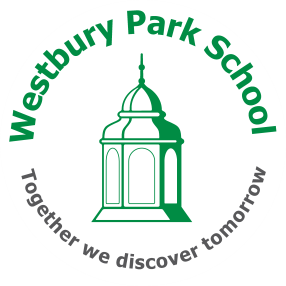 Westbury Park School
Together we discover tomorrow